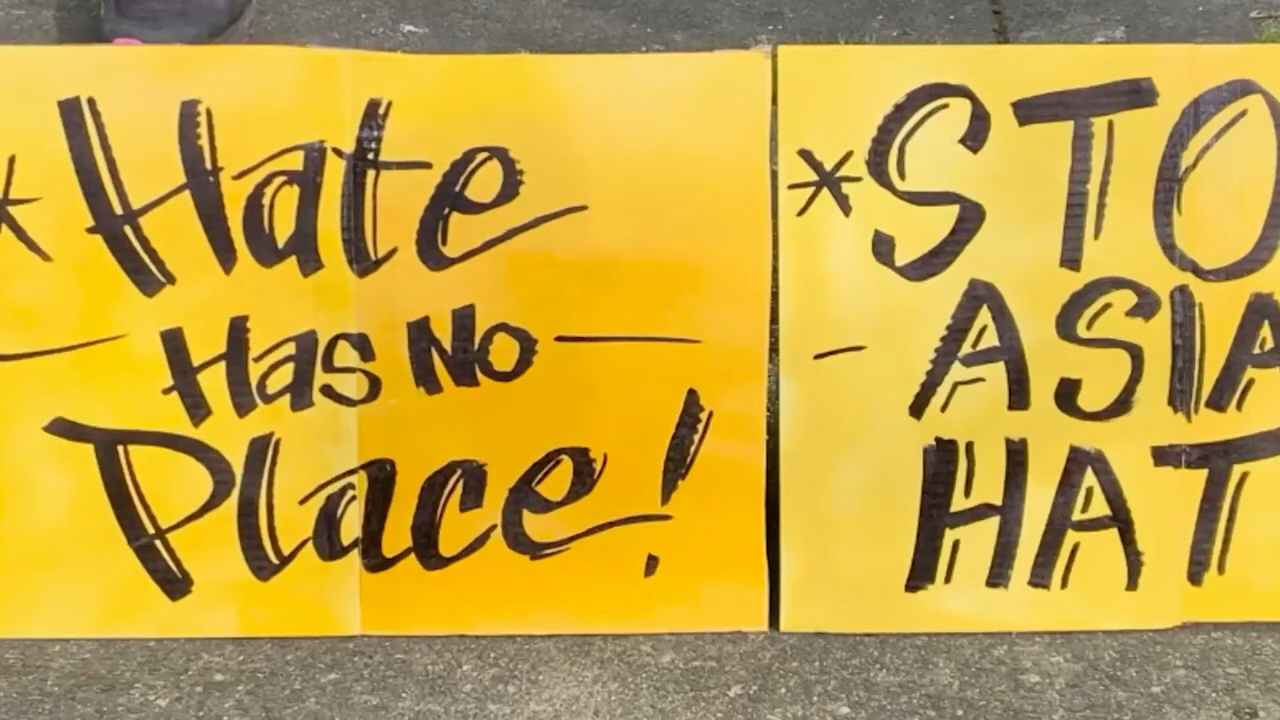 *Hate
- Has No -
Place!
*STO
- ASIA
HAT